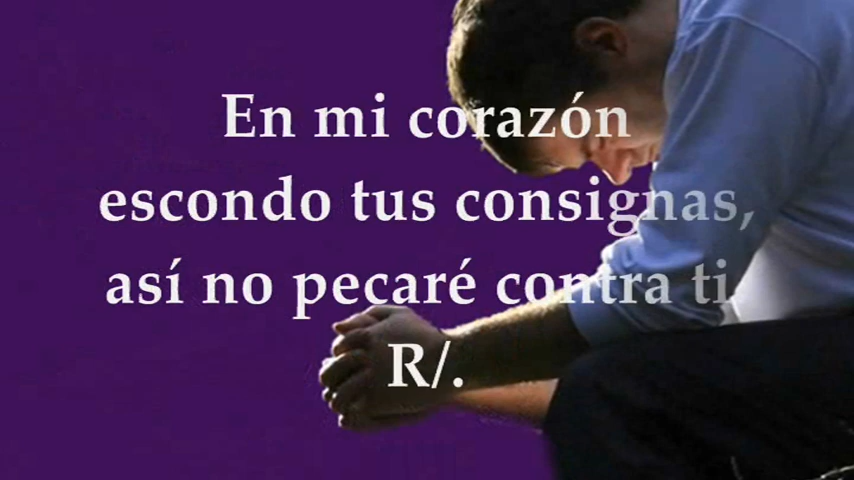 En mi corazón
escondo tus consignas,
así no pecaré contra ti.
R/.